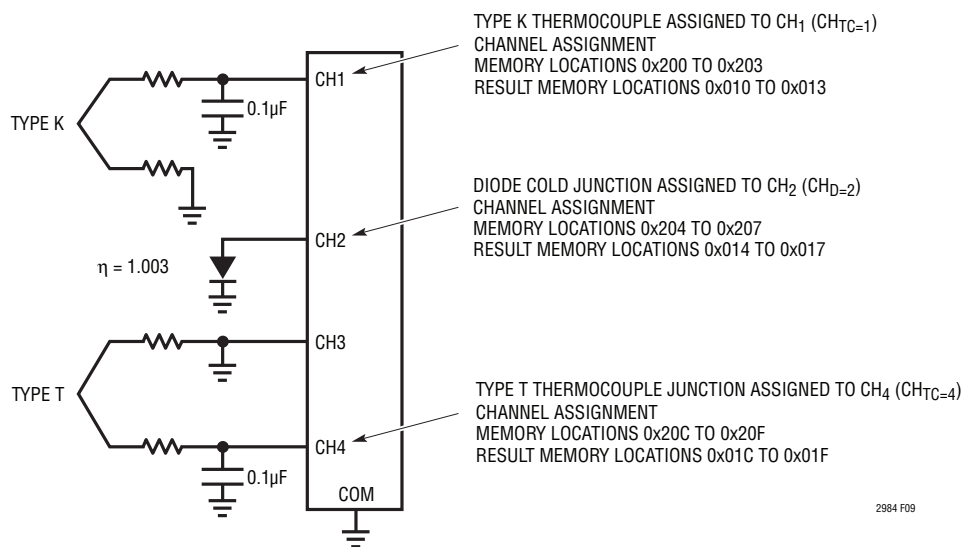 TYPE K THERMOCOUPLE ASSIGNED TO CH1 (CHTC=1)
CHANNEL ASSIGNMENT
MEMORY LOCATIONS 0x200 TO 0x203
RESULT MEMORY LOCATIONS 0x010 TO 0x013
CH1
0.1µF
TYPE K
DIODE COLD JUNCTION ASSIGNED TO CH2 (CHD=2)
CHANNEL ASSIGNMENT
MEMORY LOCATIONS 0x204 TO 0x207
RESULT MEMORY LOCATIONS 0x014 TO 0x017
CH2
η = 1.003
CH3
TYPE T
TYPE T THERMOCOUPLE JUNCTION ASSIGNED TO CH4 (CHTC=4)
CHANNEL ASSIGNMENT
MEMORY LOCATIONS 0x20C TO 0x20F
RESULT MEMORY LOCATIONS 0x01C TO 0x01F
CH4
0.1µF
COM
2984 F09